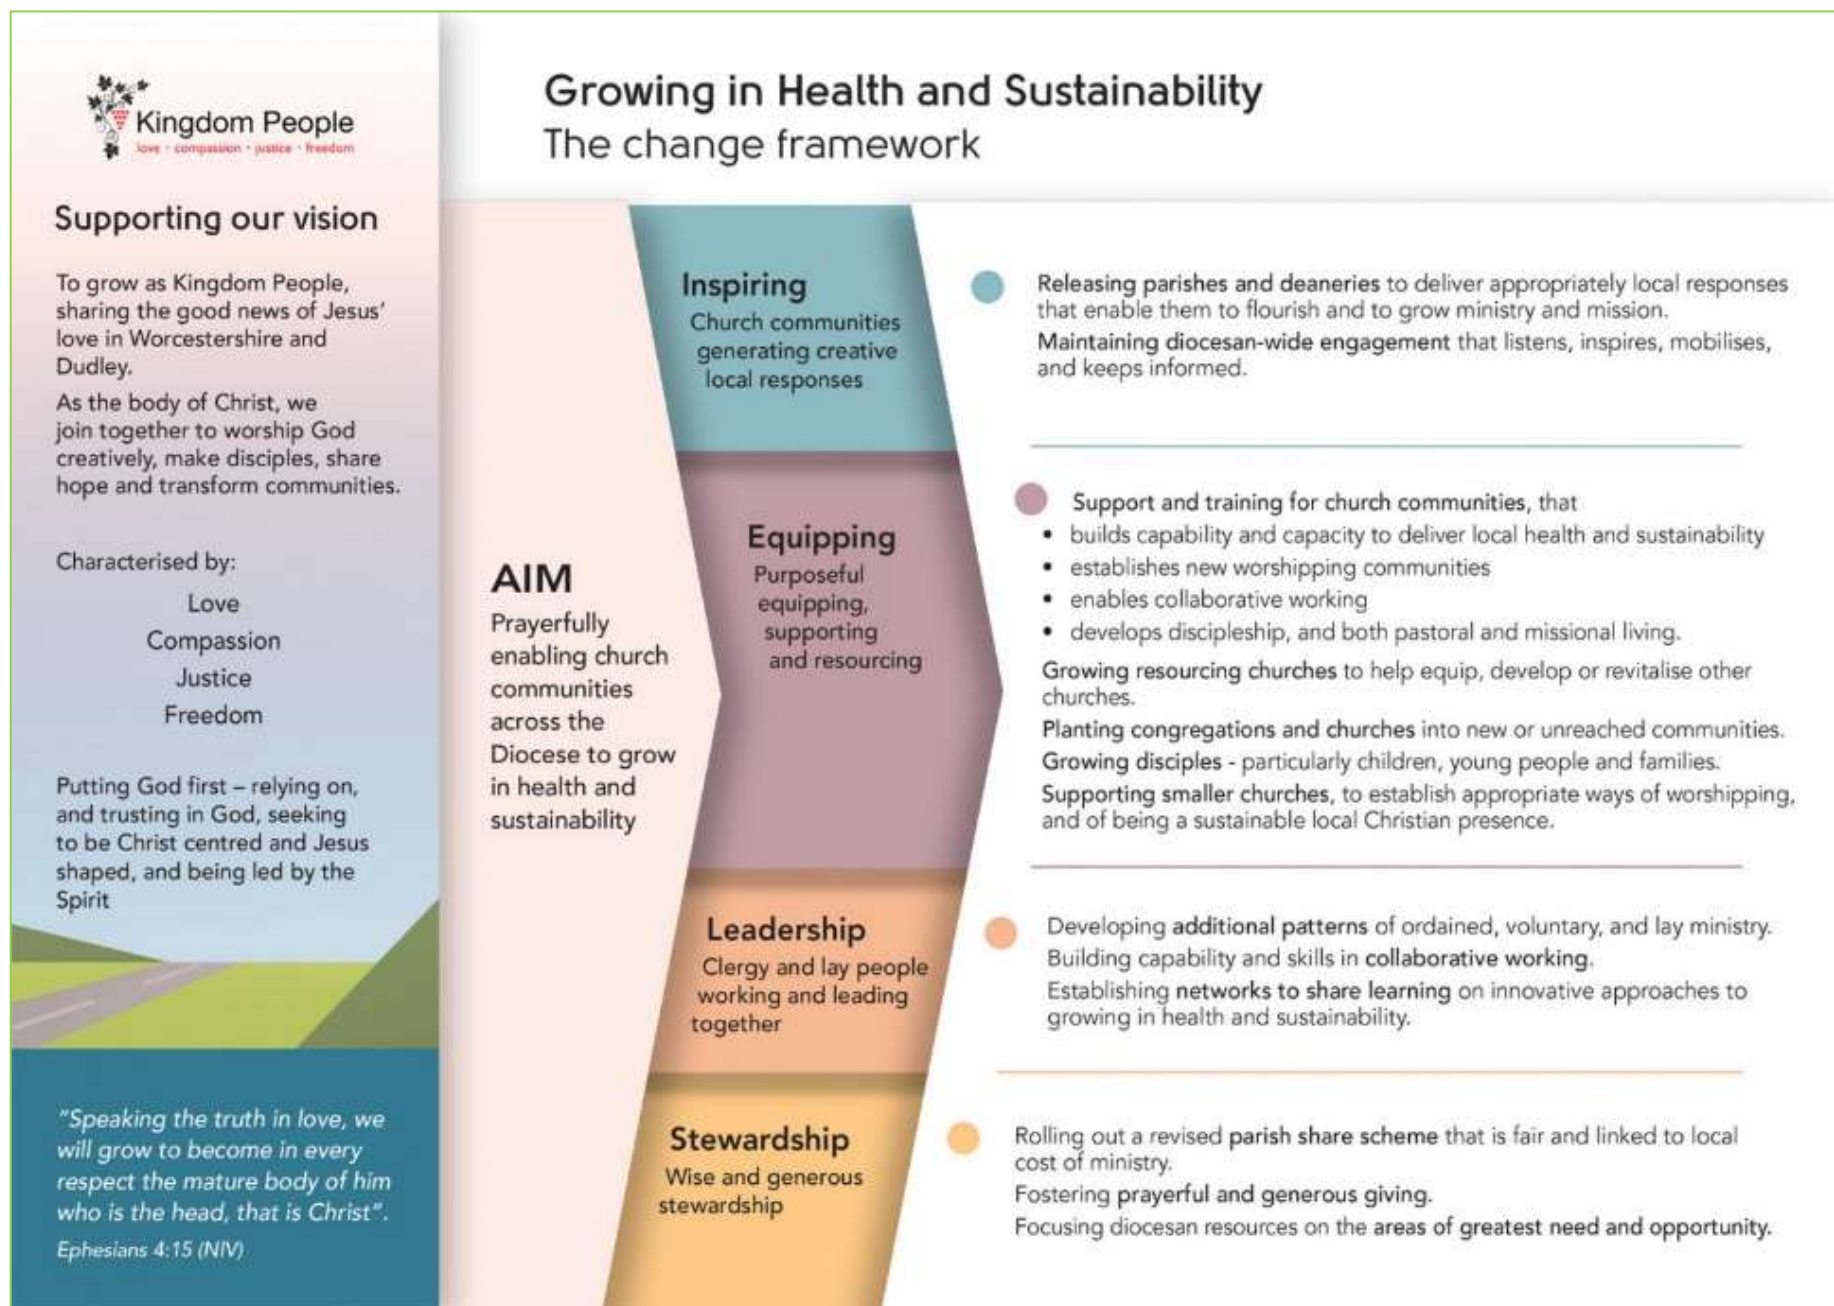 Kingdom People
love · compassion · justice · freedom
Supporting our vision
To grow as Kingdom People,
sharing the good news of Jesus'
love in Worcestershire and
Dudley.
As the body of Christ, we
join together to worship God
creatively, make disciples, share
hope and transform communities.
Characterised by:
Love
Compassion
Justice
Freedom
Putting God first – relying on,
and trusting in God, seeking
to be Christ centred and Jesus
shaped, and being led by the
Spirit
"Speaking the truth in love, we
will grow to become in every
respect the mature body of him
who is the head, that is Christ".
Ephesians 4:15 (NIV)
Growing in Health and Sustainability
The change framework
AIM
Prayerfully
enabling church
communities
across the
Diocese to grow
in health and
sustainability
Inspiring
Church communities
generating creative
local responses
Releasing parishes and deaneries to deliver appropriately local responses
that enable them to flourish and to grow ministry and mission.
Maintaining diocesan-wide engagement that listens, inspires, mobilises,
and keeps informed.
Equipping
Purposeful
equipping,
supporting
and resourcing
Support and training for church communities, that
• builds capability and capacity to deliver local health and sustainability
• establishes new worshipping communities
• enables collaborative working
• develops discipleship, and both pastoral and missional living.
Growing resourcing churches to help equip, develop or revitalise other
churches.
Planting congregations and churches into new or unreached communities.
Growing disciples - particularly children, young people and families.
Supporting smaller churches, to establish appropriate ways of worshipping,
and of being a sustainable local Christian presence.
Leadership
Clergy and lay people
working and leading
together
Developing additional patterns of ordained, voluntary, and lay ministry.
Building capability and skills in collaborative working.
Establishing networks to share learning on innovative approaches to
growing in health and sustainability.
Stewardship
Wise and generous
stewardship
Rolling out a revised parish share scheme that is fair and linked to local
cost of ministry.
Fostering prayerful and generous giving.
Focusing diocesan resources on the areas of greatest need and opportunity.